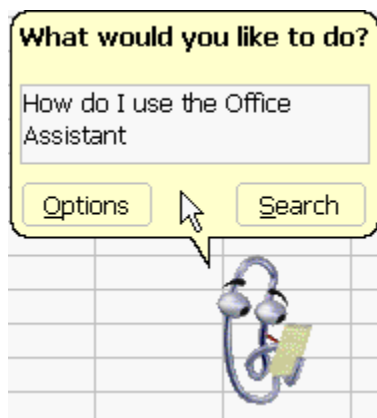 What would you like to do?
How do I use the Office
Assistant
Options
Search